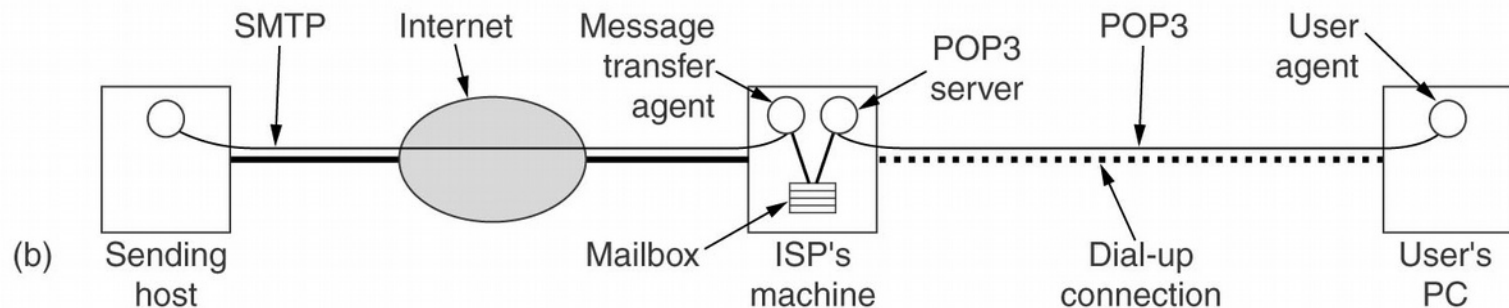 SMTP
Internet
Message
transfer
agent
POP3
server
POP3
User
agent
(b)
Sending
host
Mailbox
ISP's
machine
Dial-up
connection
User's
PC